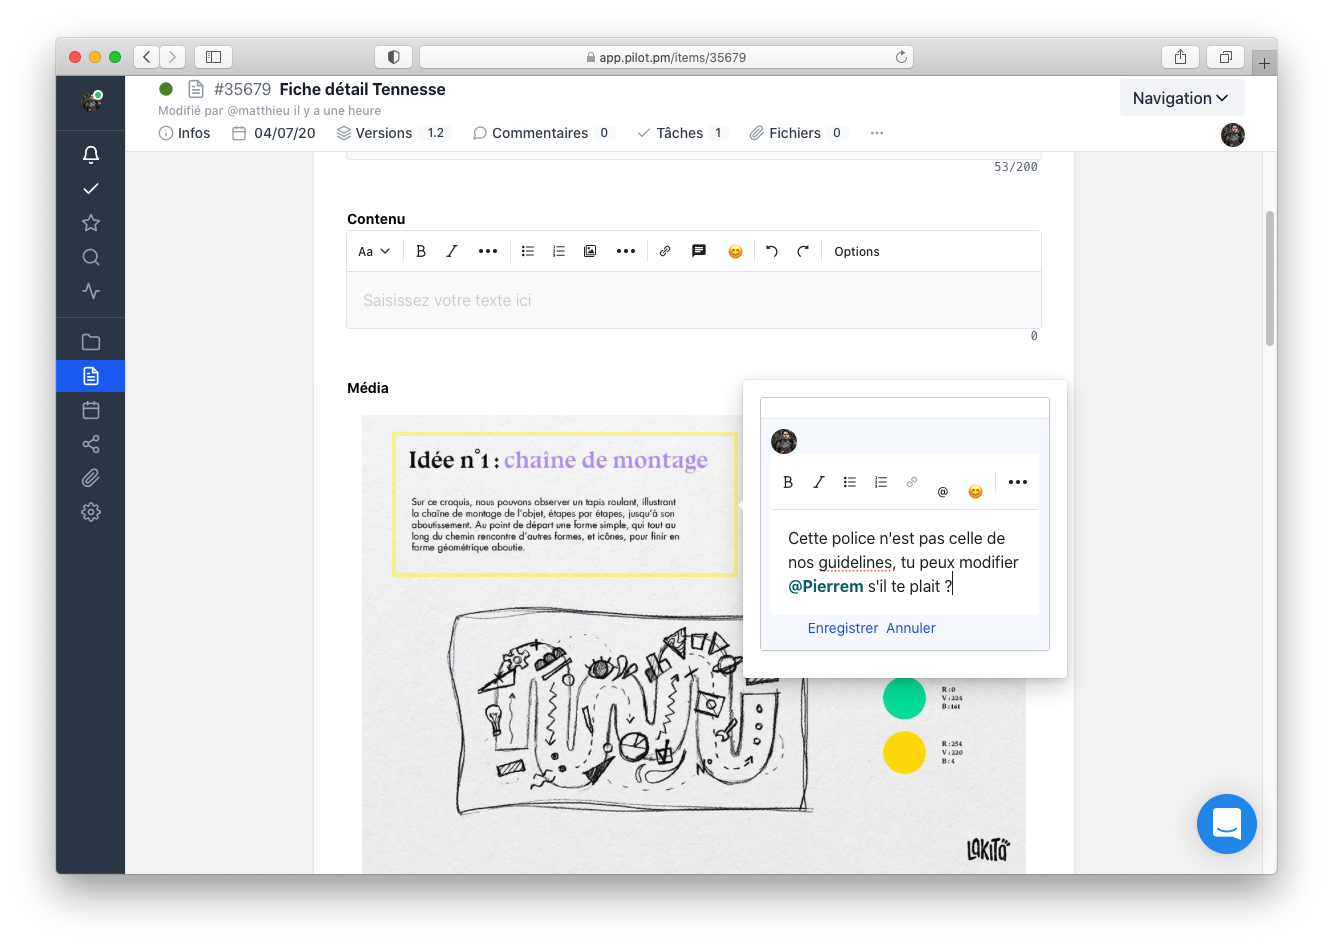 app.pilot.pm/items/35679
#35679 Fiche détail Tennesse
Modifié par @matthieu il y a une heure
Navigation
Infos 04/07/20 Versions 1.2 Commentaires 0 Tâches 1 Fichiers 0
53/200
Contenu
Aa B I Options
Saisissez votre texte ici
0
Média
Idée n°1 : chaîne de montage
Sur ce croquis, nous pouvons observer un tapis roulant, illustrant
la chaîne de montage de l'objet, étapes par étapes, jusqu'à son
aboutissement. Au point de départ une forme simple, qui tout au
long du chemin rencontre d'autres formes, et icônes, pour finir en
forme géométrique aboutie.
B I @
Cette police n'est pas celle de
nos guidelines, tu peux modifier
@Pierrem s'il te plait ?
Enregistrer Annuler
R : 0
V : 224
B : 161
R : 254
V : 220
B : 4
LAKITA